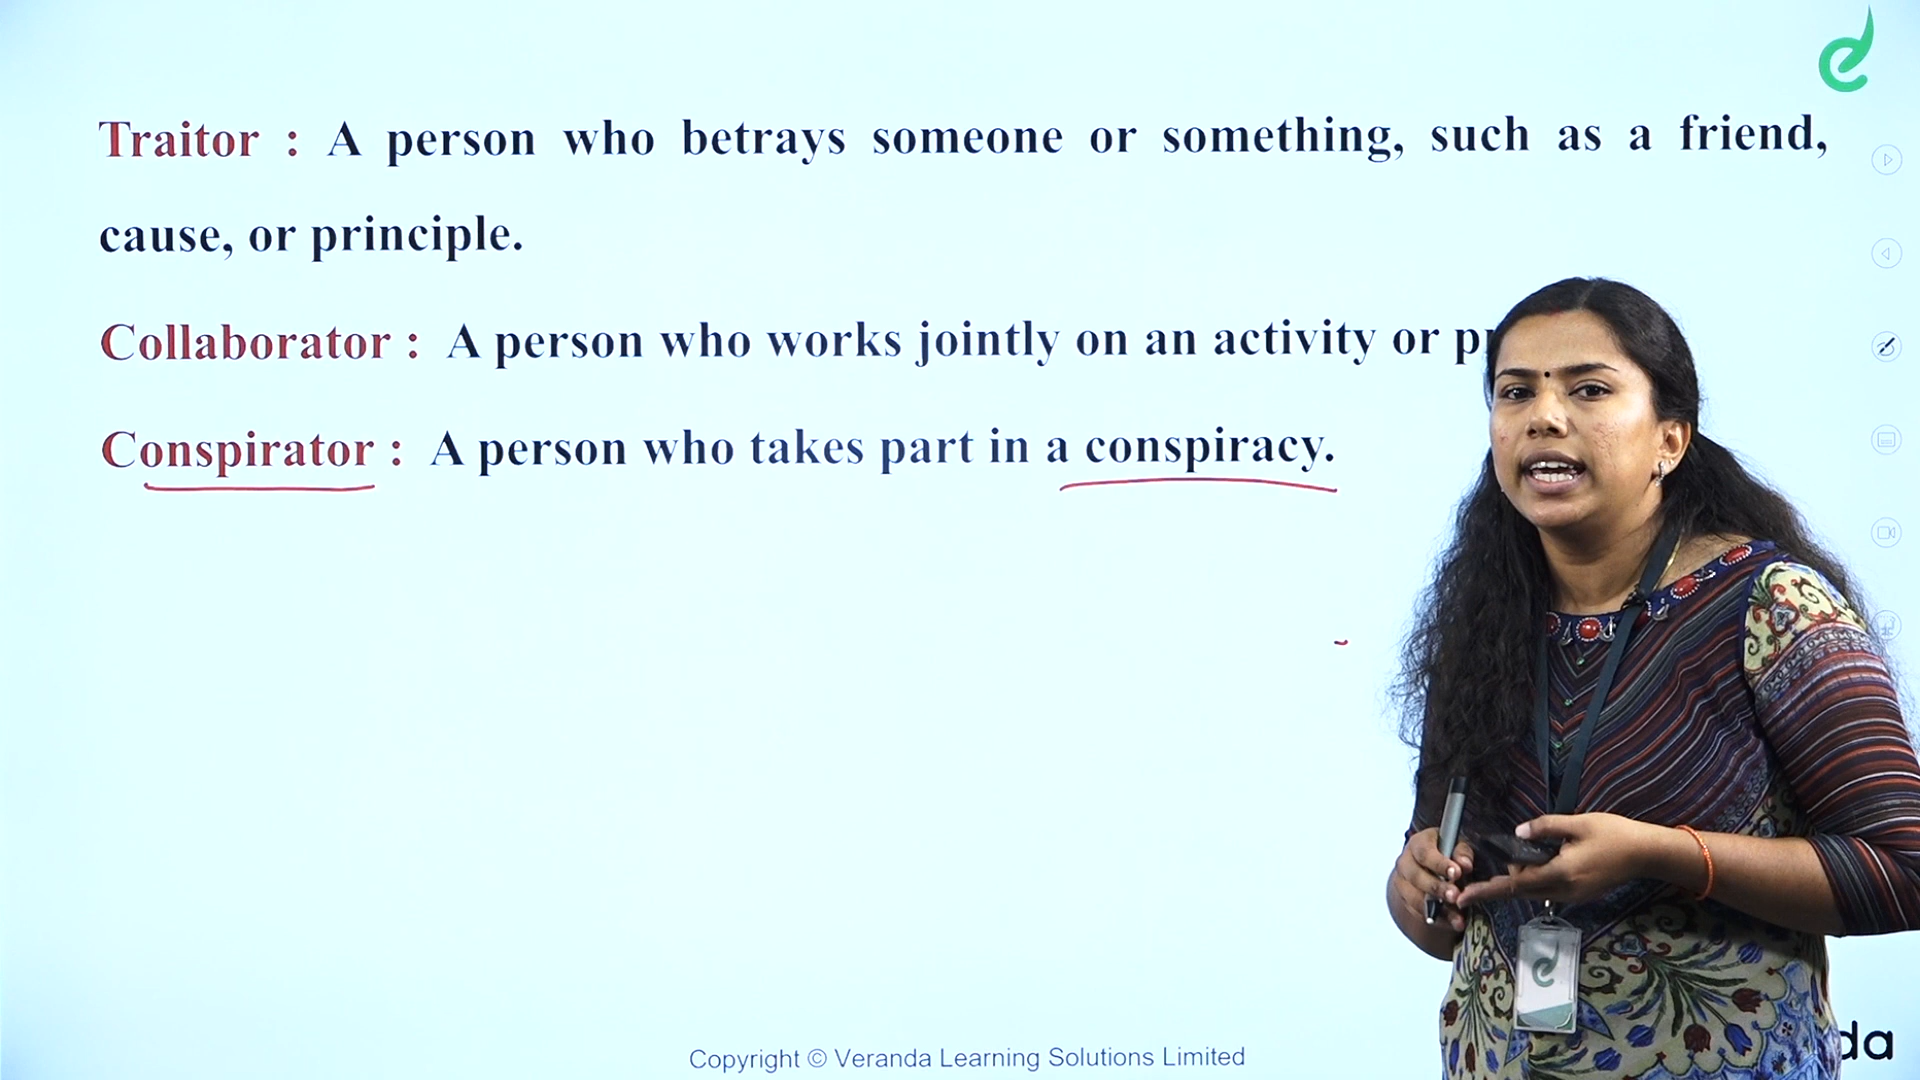 Traitor : A person who betrays someone or something, such as a friend,
cause, or principle.
Collaborator : A person who works jointly on an activity or
Conspirator : A person who takes part in a conspiracy.
Copyright © Veranda Learning Solutions Limited